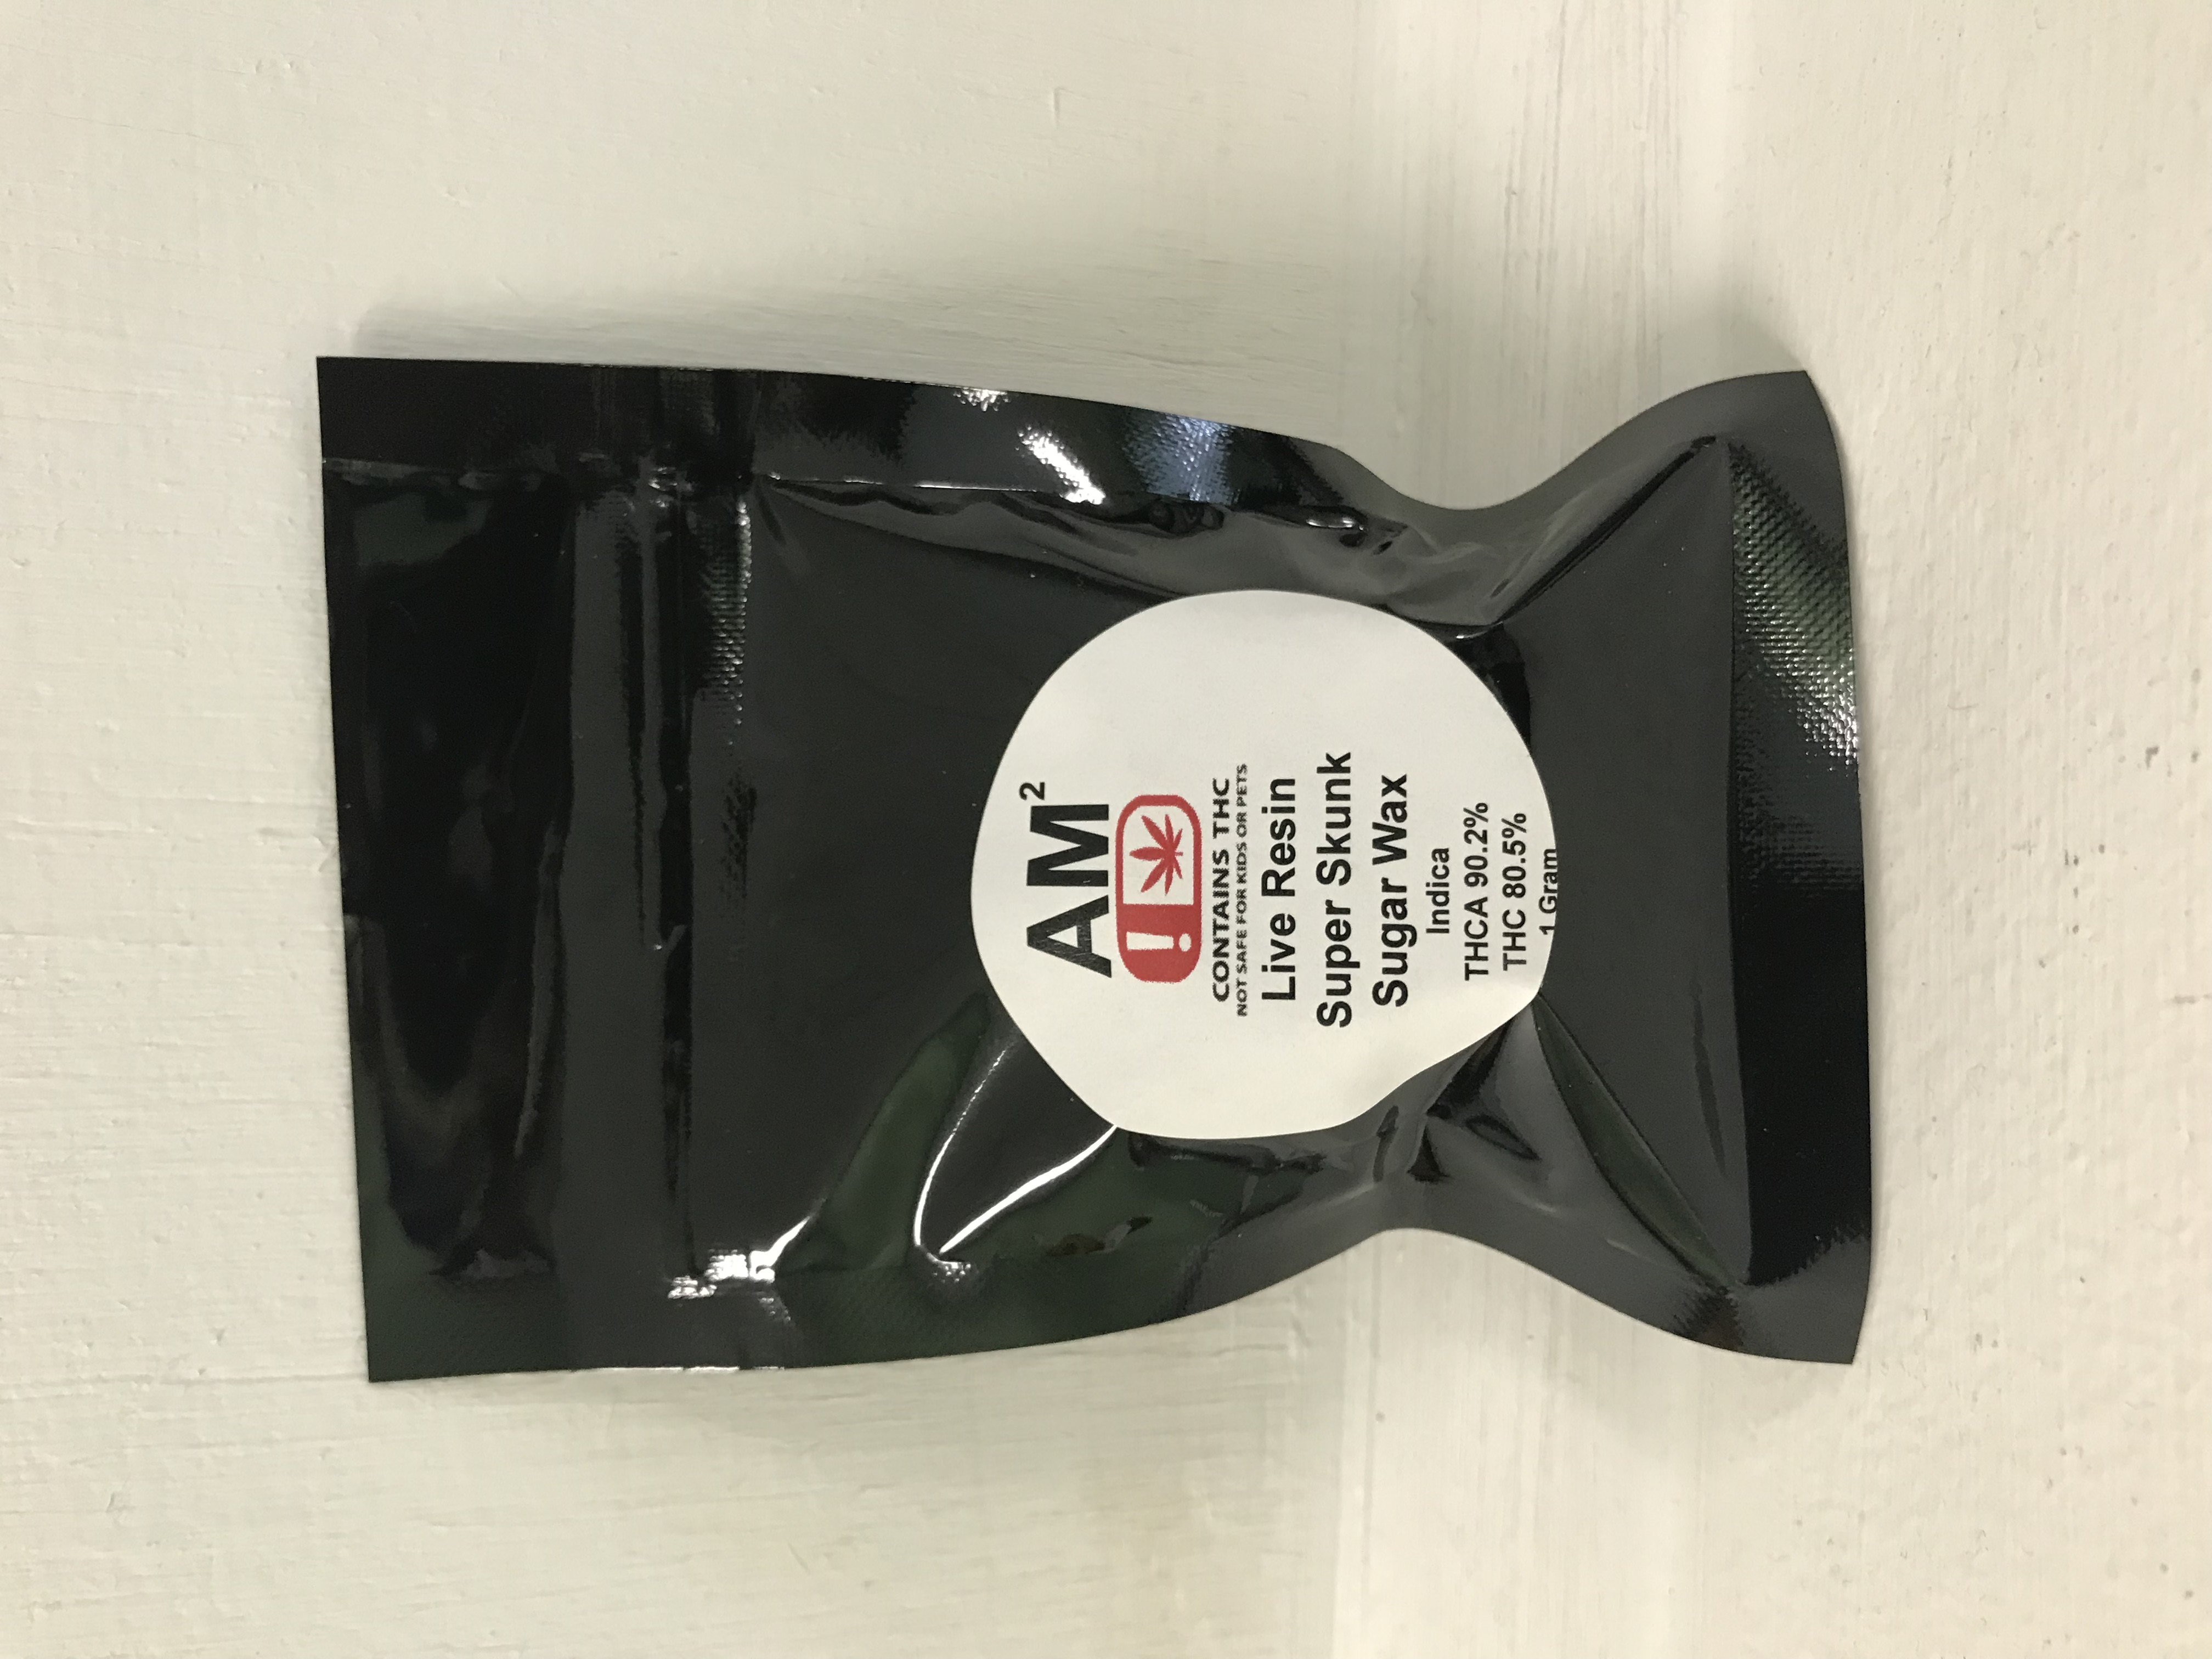 AM²
!
CONTAINS THC
NOT SAFE FOR KIDS OR PETS
Live Resin
Super Skunk
Sugar Wax
Indica
THCA 90.2%
THC 80.5%
1 Gram